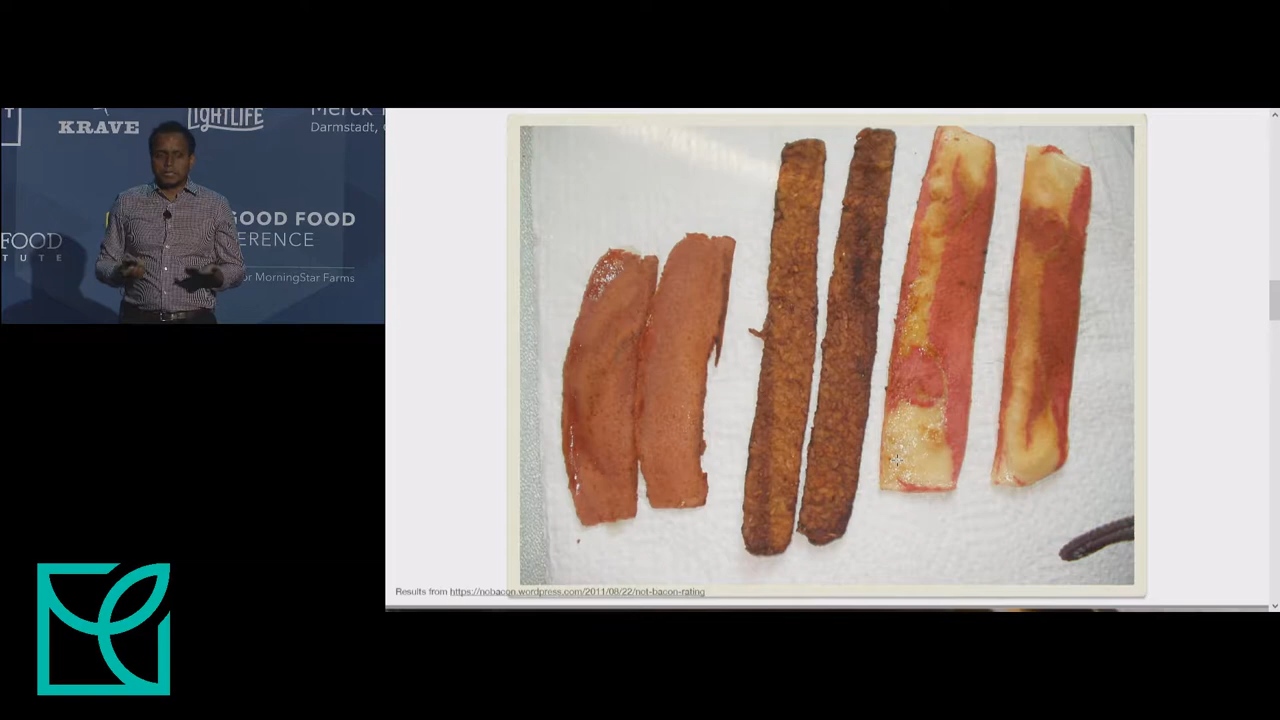 T
KRAVE
LIGHTLIFE
Merck
Darmstadt,
GOOD FOOD
ERENCE
FOOD
TUTE
or MorningStar Farms
Results from https://nobacon.wordpress.com/2011/08/22/not-bacon-rating